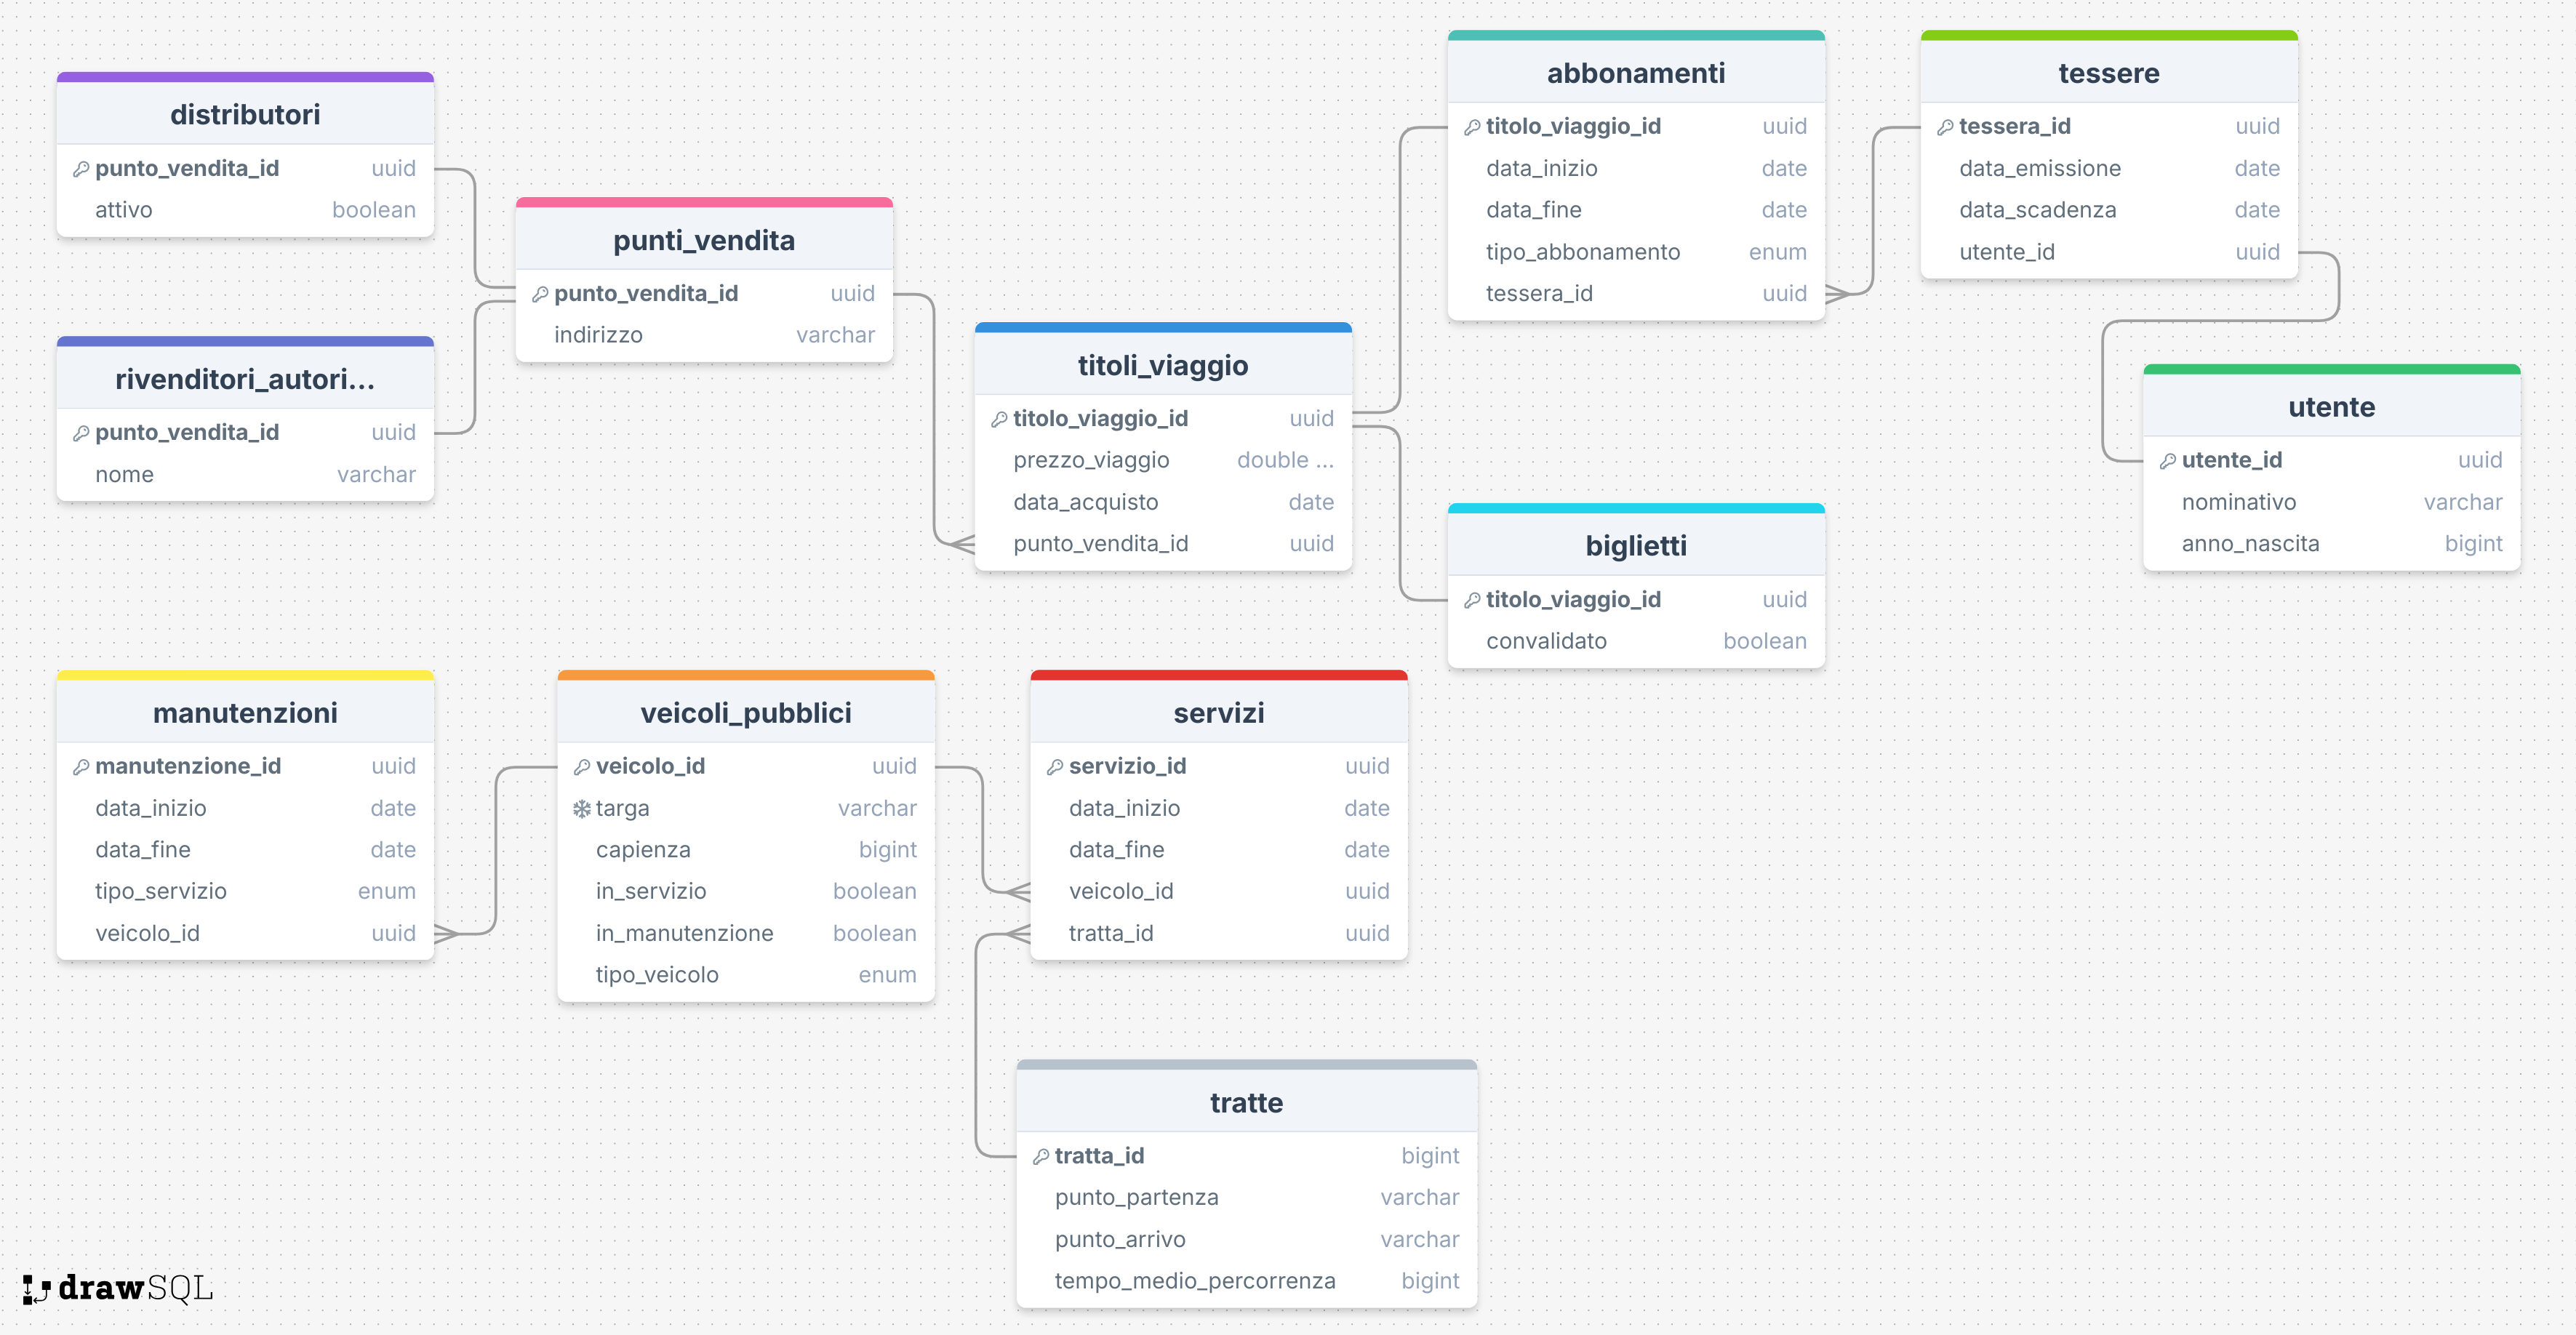 distributori
punto_vendita_id uuid
attivo boolean
rivenditori_autori...
punto_vendita_id uuid
nome varchar
punti_vendita
punto_vendita_id uuid
indirizzo varchar
titoli_viaggio
titolo_viaggio_id uuid
prezzo_viaggio double ...
data_acquisto date
punto_vendita_id uuid
abbonamenti
titolo_viaggio_id uuid
data_inizio date
data_fine date
tipo_abbonamento enum
tessera_id uuid
tessere
tessera_id uuid
data_emissione date
data_scadenza date
utente_id uuid
utente
utente_id uuid
nominativo varchar
anno_nascita bigint
biglietti
titolo_viaggio_id uuid
convalidato boolean
manutenzioni
manutenzione_id uuid
data_inizio date
data_fine date
tipo_servizio enum
veicolo_id uuid
veicoli_pubblici
veicolo_id uuid
targa varchar
capienza bigint
in_servizio boolean
in_manutenzione boolean
tipo_veicolo enum
servizi
servizio_id uuid
data_inizio date
data_fine date
veicolo_id uuid
tratta_id uuid
tratte
tratta_id bigint
punto_partenza varchar
punto_arrivo varchar
tempo_medio_percorrenza bigint
drawSQL